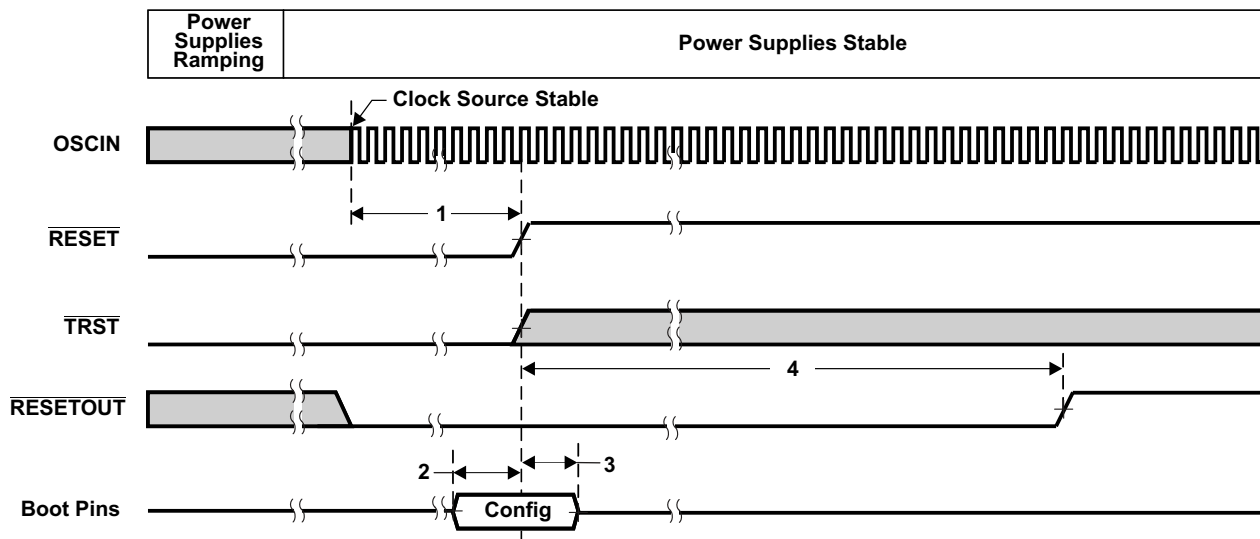 Power
Supplies
Ramping
Power Supplies Stable
Clock Source Stable
OSCIN
1
RESET
TRST
4
RESETOUT
2
3
Boot Pins
Config